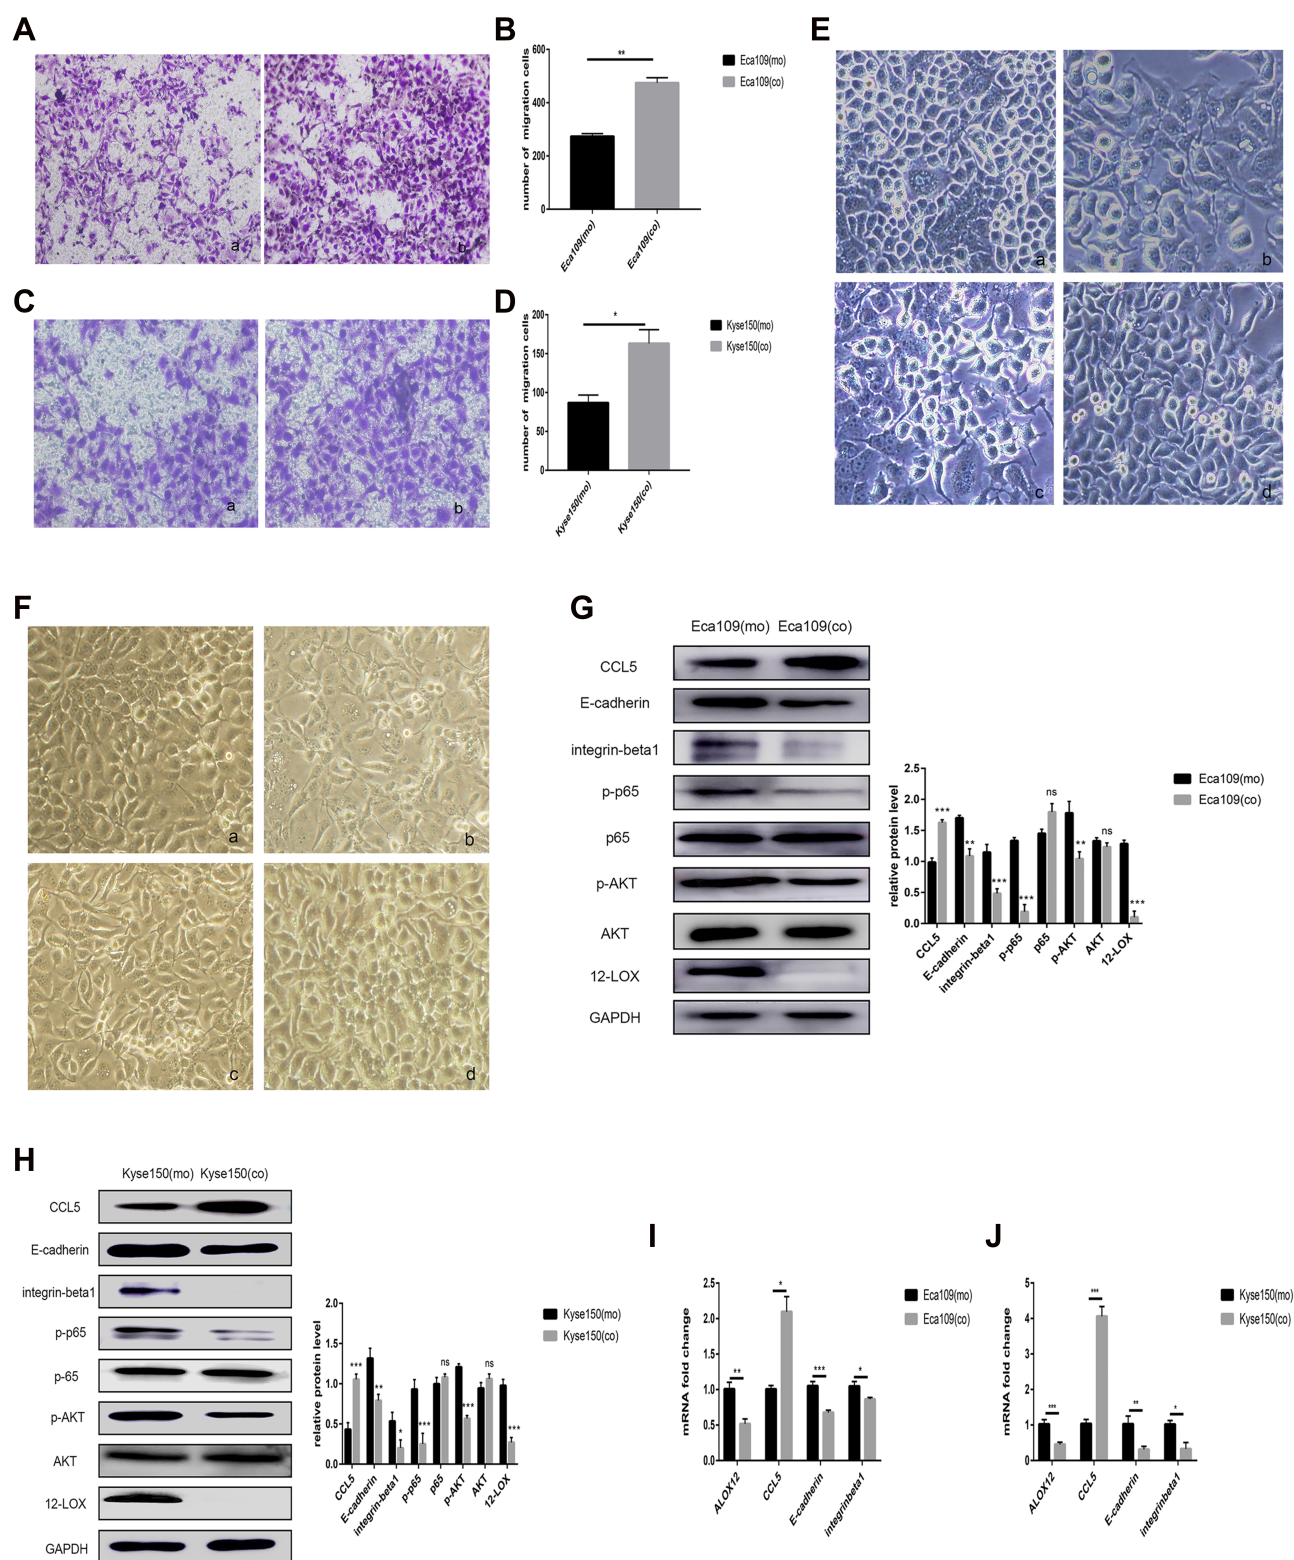 A
a
b
B
600
400
200
0
number of migration cells
**
Eca109(mo)
Eca109(co)
Eca109(mo)
Eca109(co)
C
a
b
D
200
150
100
50
0
number of migration cells
*
Kyse150(mo)
Kyse150(co)
Kyse150(mo)
Kyse150(co)
E
a
b
c
d
F
a
b
c
d
G
Eca109(mo) Eca109(co)
CCL5
E-cadherin
integrin-beta1
p-p65
p65
p-AKT
AKT
12-LOX
GAPDH
2.5
2.0
1.5
1.0
0.5
0.0
relative protein level
***
**
***
***
ns
**
ns
***
CCL5
E-cadherin
integrin-beta1
p-p65
p65
p-AKT
AKT
12-LOX
Eca109(mo)
Eca109(co)
H
Kyse150(mo) Kyse150(co)
CCL5
E-cadherin
integrin-beta1
p-p65
p-65
p-AKT
AKT
12-LOX
GAPDH
2.0
1.5
1.0
0.5
0.0
relative protein level
***
**
*
***
ns
***
ns
***
CCL5
E-cadherin
integrin-beta1
p-p65
p65
p-AKT
AKT
12-LOX
Kyse150(mo)
Kyse150(co)
I
2.5
2.0
1.5
1.0
0.5
0.0
mRNA fold change
**
*
***
*
ALOX12
CCL5
E-cadherin
integrinbeta1
Eca109(mo)
Eca109(co)
J
5
4
3
2
1
0
mRNA fold change
***
***
**
*
ALOX12
CCL5
E-cadherin
integrinbeta1
Kyse150(mo)
Kyse150(co)